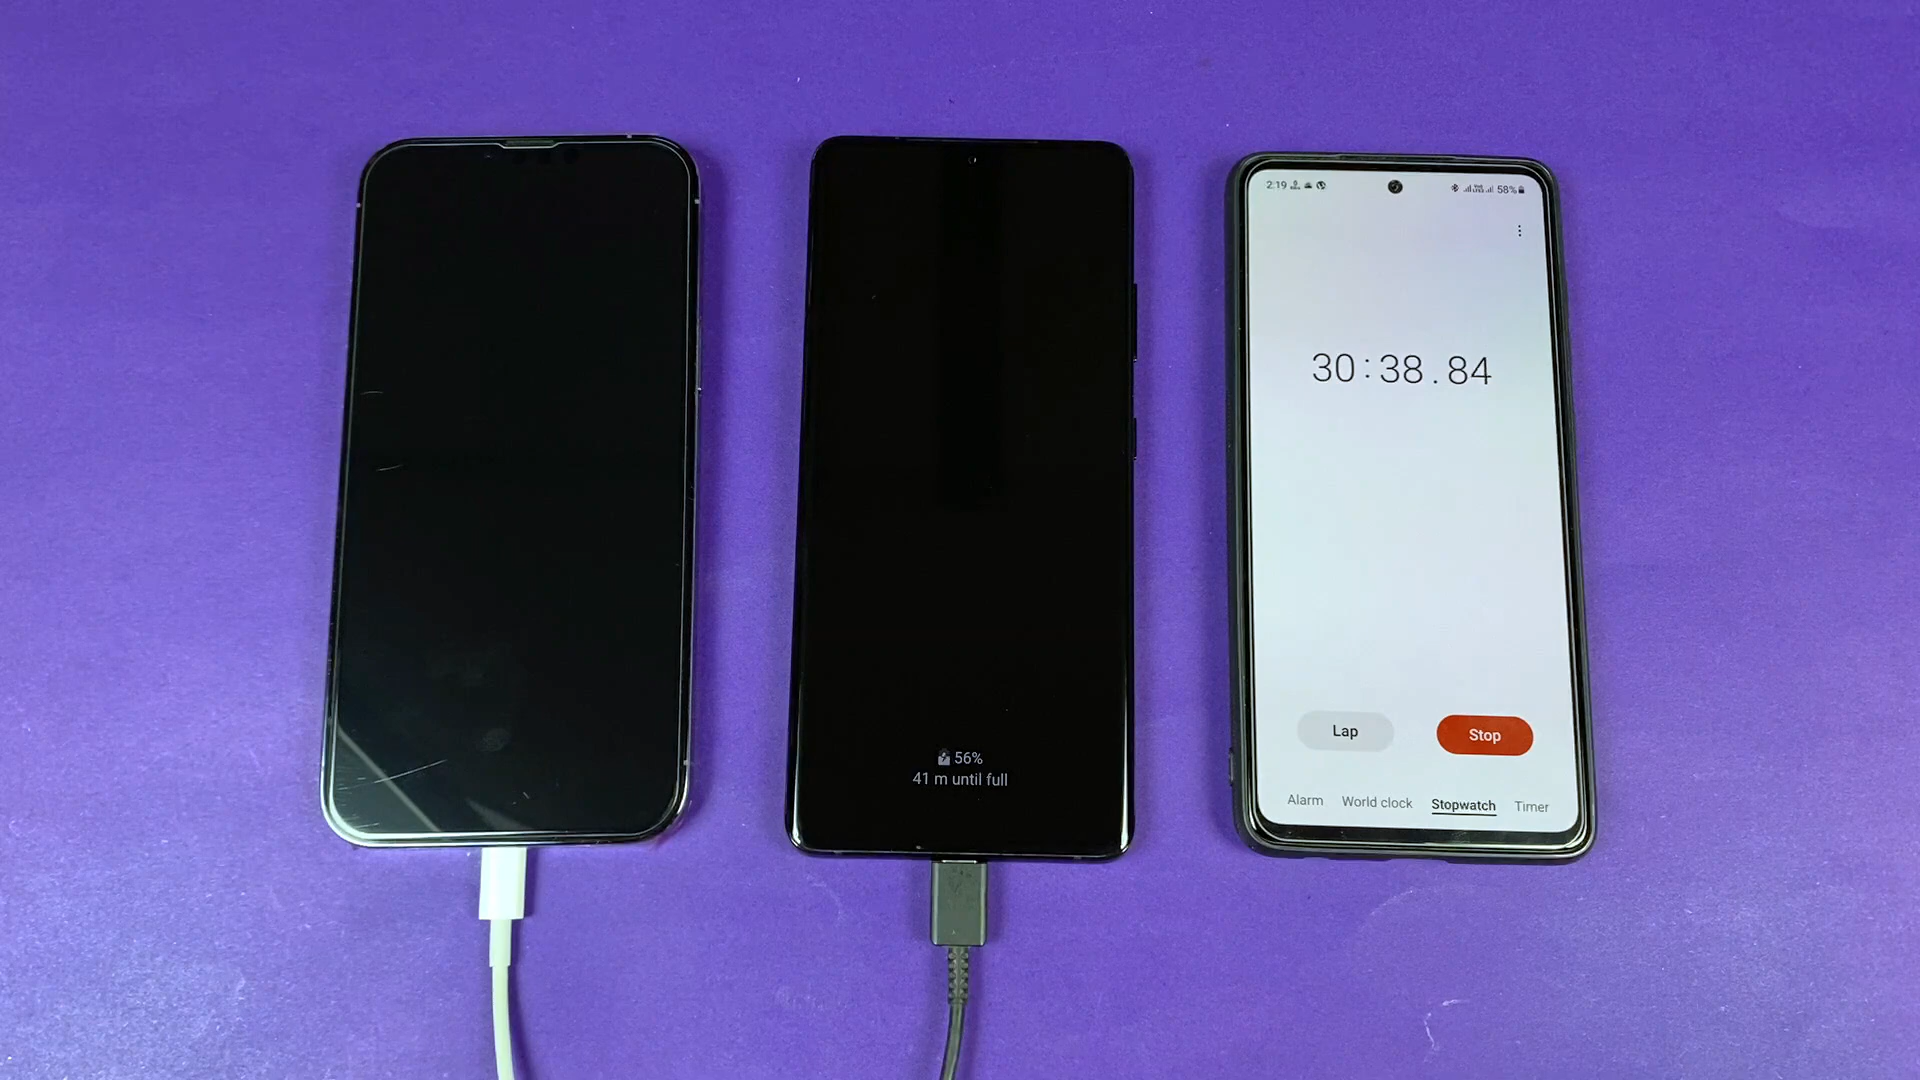 56%
41 m until full
2:19
58%
30:38.84
Lap
Stop
Alarm World clock Stopwatch Timer